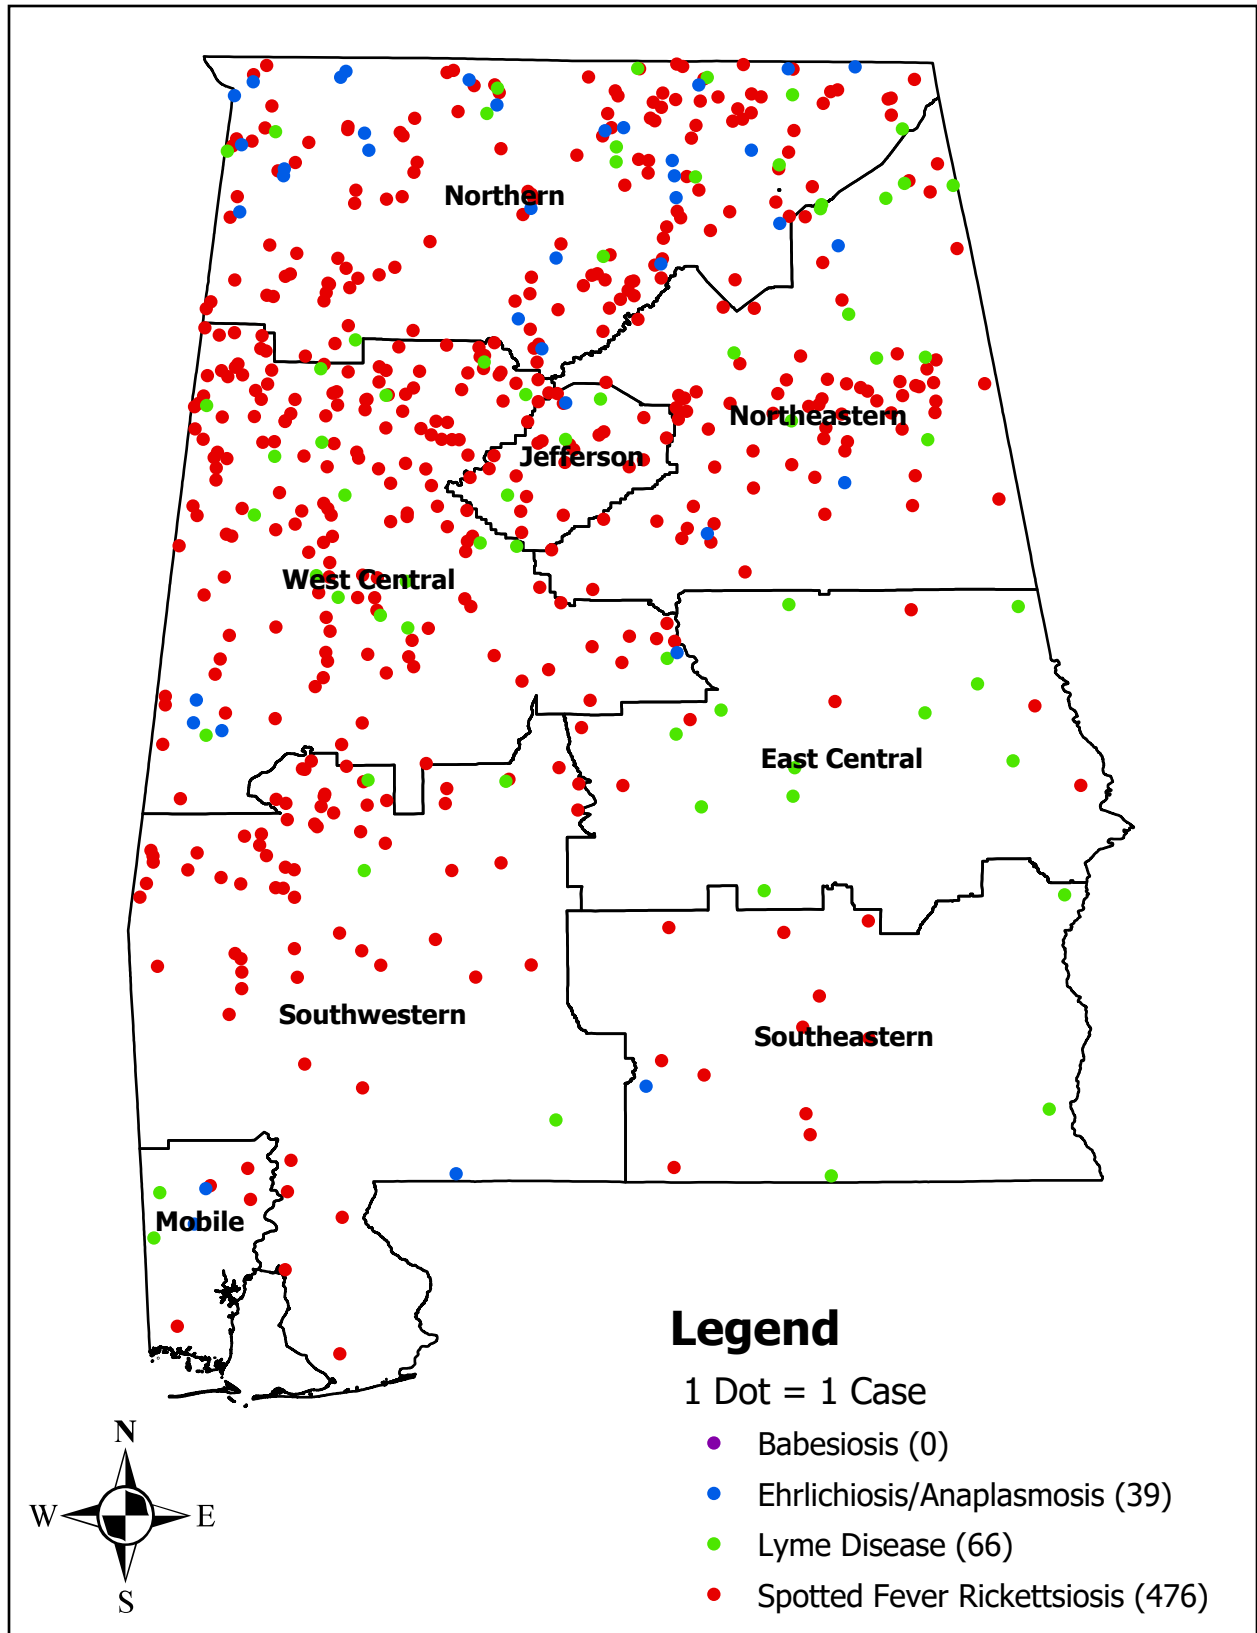 Northern
Northeastern
Jefferson
West Central
East Central
Southwestern
Southeastern
Mobile
Legend
1 Dot = 1 Case
Babesiosis (0)
Ehrlichiosis/Anaplasmosis (39)
Lyme Disease (66)
Spotted Fever Rickettsiosis (476)
N
W E
S